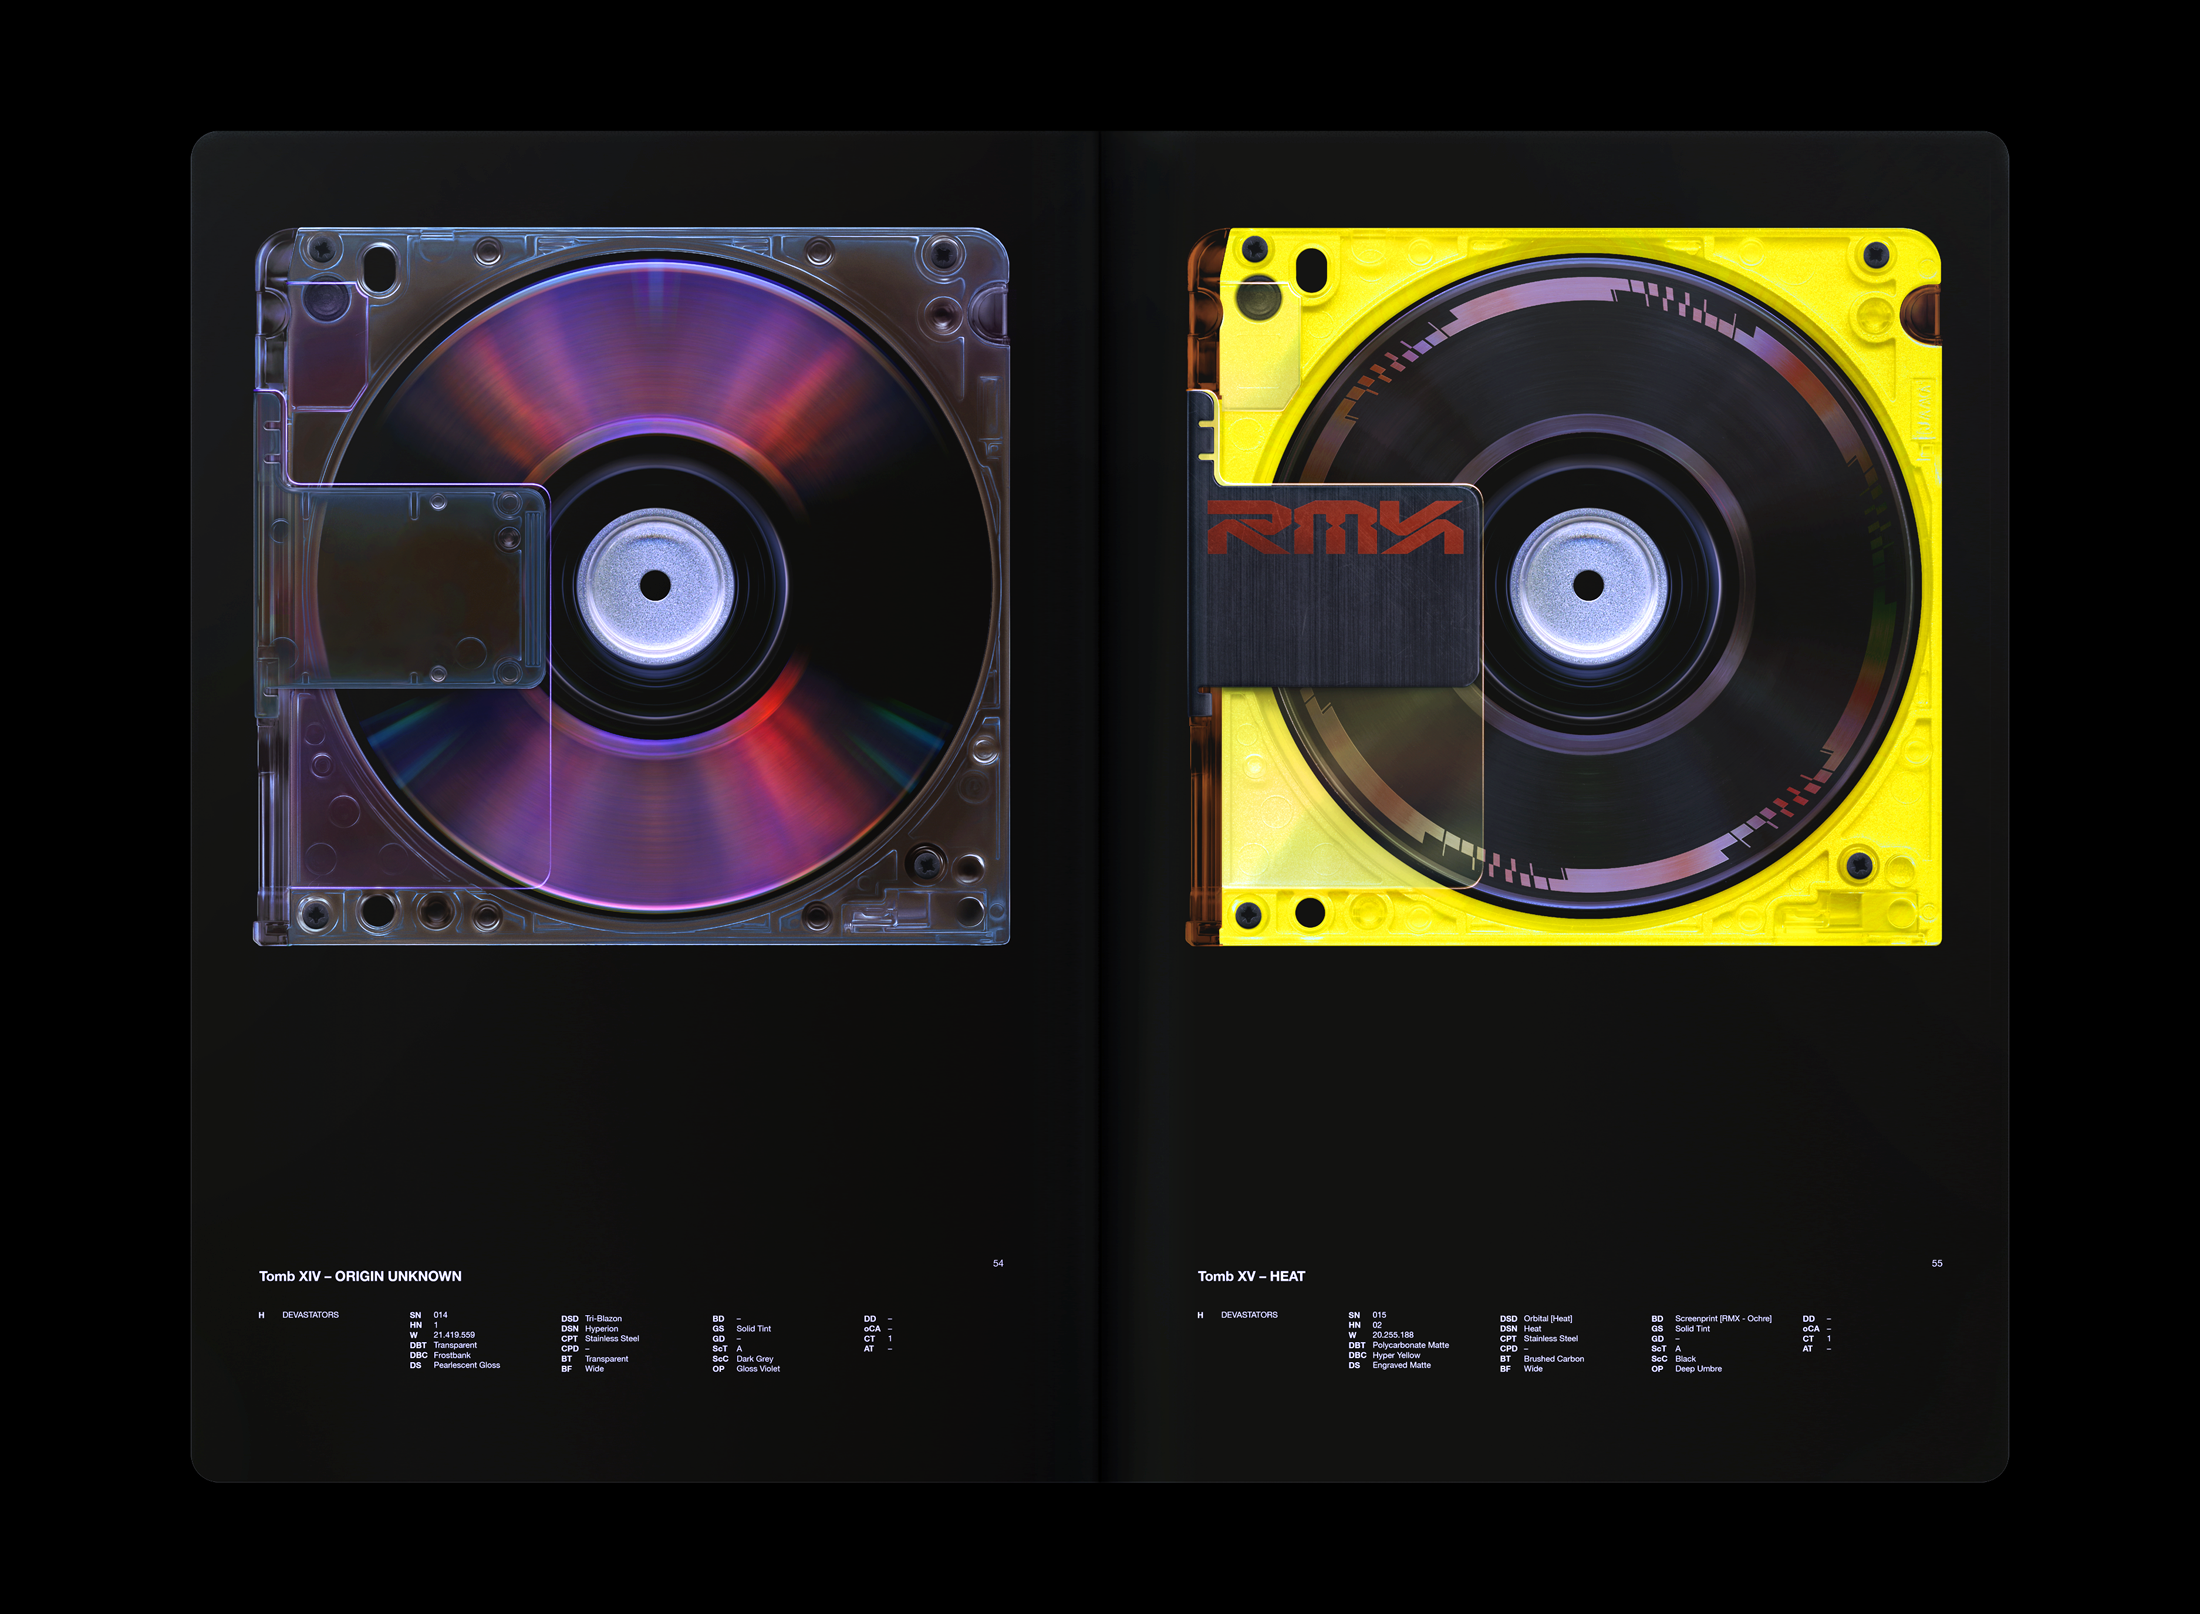 RMX
54
Tomb XIV – ORIGIN UNKNOWN
H DEVASTATORS
SN 014
HN 1
W 21.419.559
DBT Transparent
DBC Frostbank
DS Pearlescent Gloss
DSD Tri-Blazon
DSN Hyperion
CPT Stainless Steel
CPD –
BT Transparent
BF Wide
BD –
GS Solid Tint
GD –
ScT A
ScC Dark Grey
OP Gloss Violet
DD –
oCA –
CT 1
AT –
55
Tomb XV – HEAT
H DEVASTATORS
SN 015
HN 02
W 20.255.188
DBT Polycarbonate Matte
DBC Hyper Yellow
DS Engraved Matte
DSD Orbital [Heat]
DSN Heat
CPT Stainless Steel
CPD –
BT Brushed Carbon
BF Wide
BD Screenprint [RMX - Ochre]
GS Solid Tint
GD –
ScT A
ScC Black
OP Deep Umbre
DD –
oCA –
CT 1
AT –